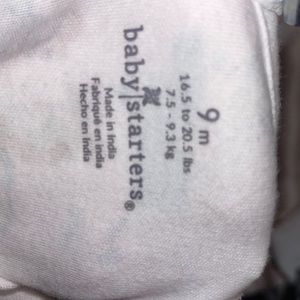 9 m
16.5 to 20.5 lbs
7.5 - 9.3 kg
baby|starters®
Made in India
Fabriqué en india
Hecho en India